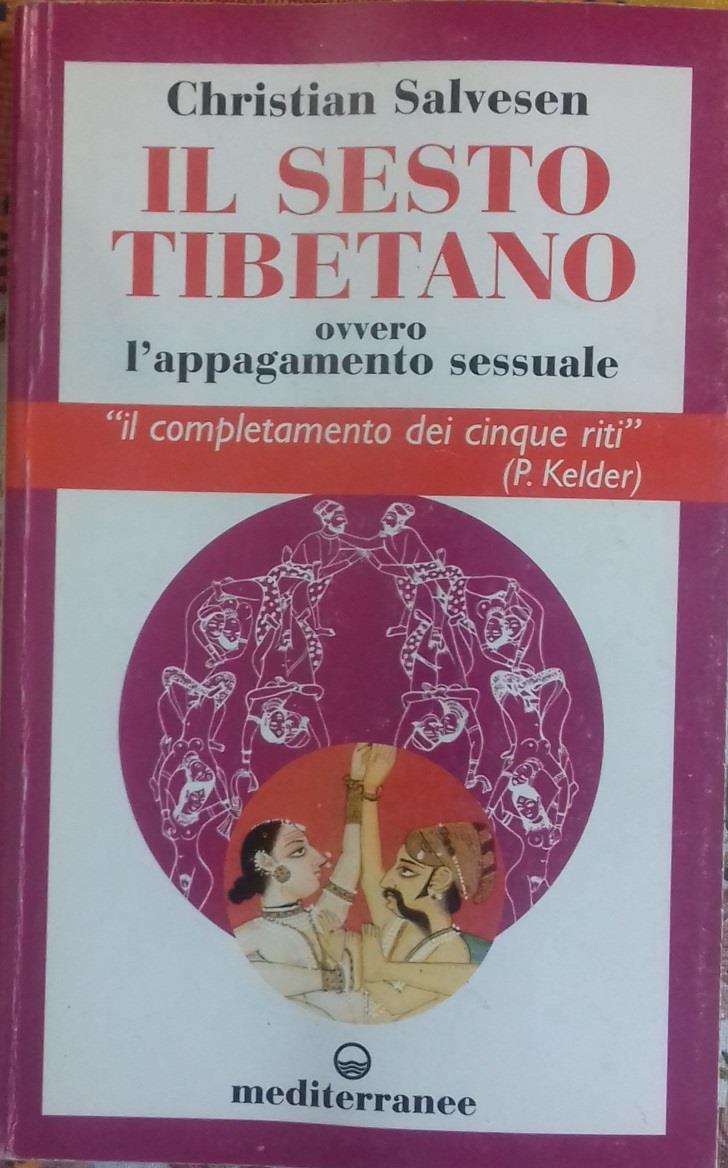 Christian Salvesen
IL SESTO
TIBETANO
ovvero
l'appagamento sessuale
“il completamento dei cinque riti”
(P. Kelder)
mediterranee